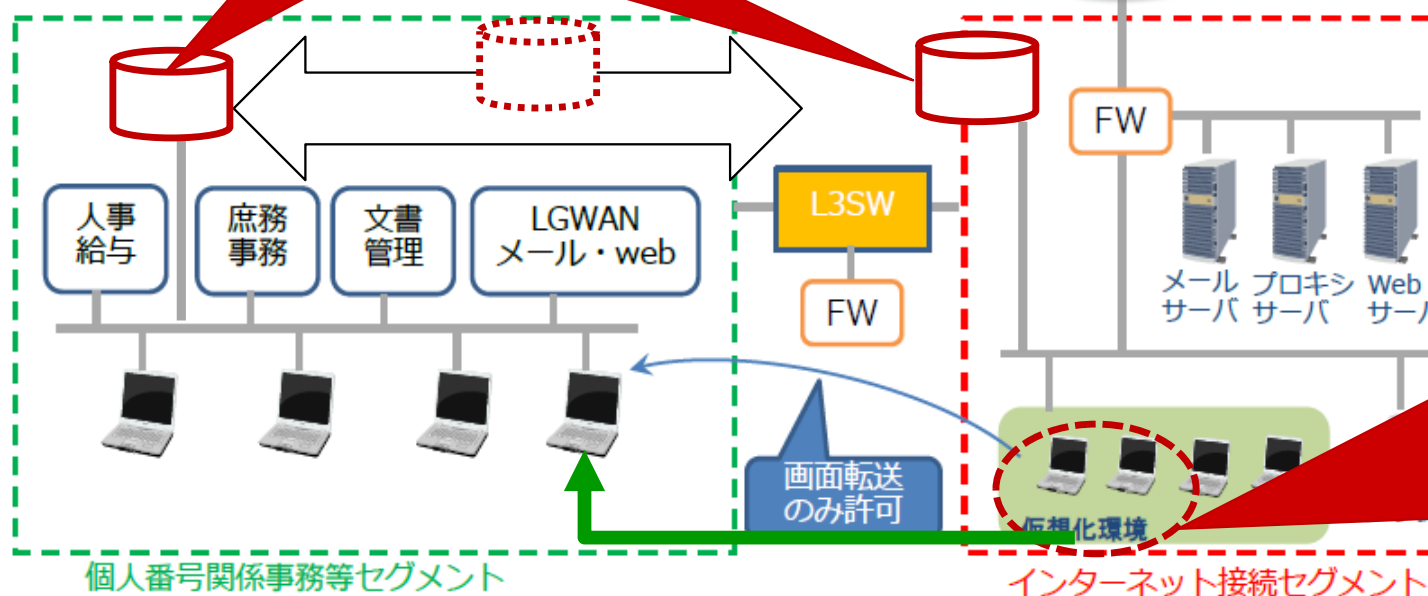 FW
人事
給与
庶務
事務
文書
管理
LGWAN
メール・web
L3SW
FW
メール
サーバ
プロキシ
サーバ
Web
画面転送
のみ許可
仮想化環境
個人番号関係事務等セグメント
インターネット接続セグメント